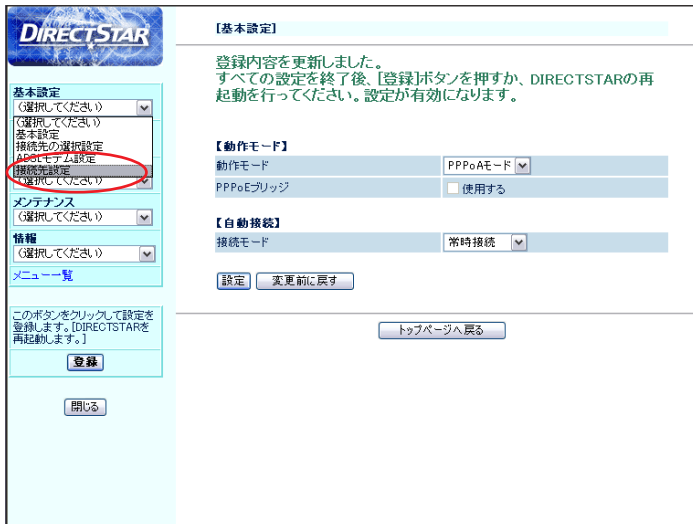 DIRECTSTAR
基本設定
(選択してください)
(選択してください)
基本設定
接続先の選択設定
ADSLモデム設定
接続先設定
(選択してください)
メンテナンス
(選択してください)
情報
(選択してください)
メニュー一覧
このボタンをクリックして設定を
登録します。[DIRECTSTARを
再起動します。]
登録
閉じる
[基本設定]
登録内容を更新しました。
すべての設定を終了後、[登録]ボタンを押すか、DIRECTSTARの再
起動を行ってください。設定が有効になります。
【動作モード】
動作モード PPPoAモード
PPPoEブリッジ 使用する
【自動接続】
接続モード 常時接続
設定 変更前に戻す
トップページへ戻る